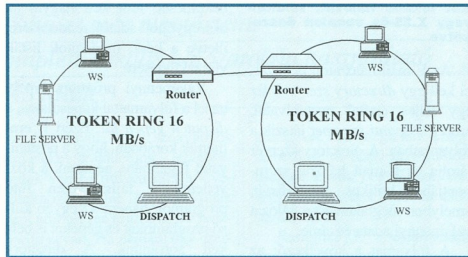 WS
WS
Router
Router
TOKEN RING 16
MB/s
TOKEN RING 16
MB/s
FILE SERVER
FILE SERVER
WS
DISPATCH
DISPATCH
WS